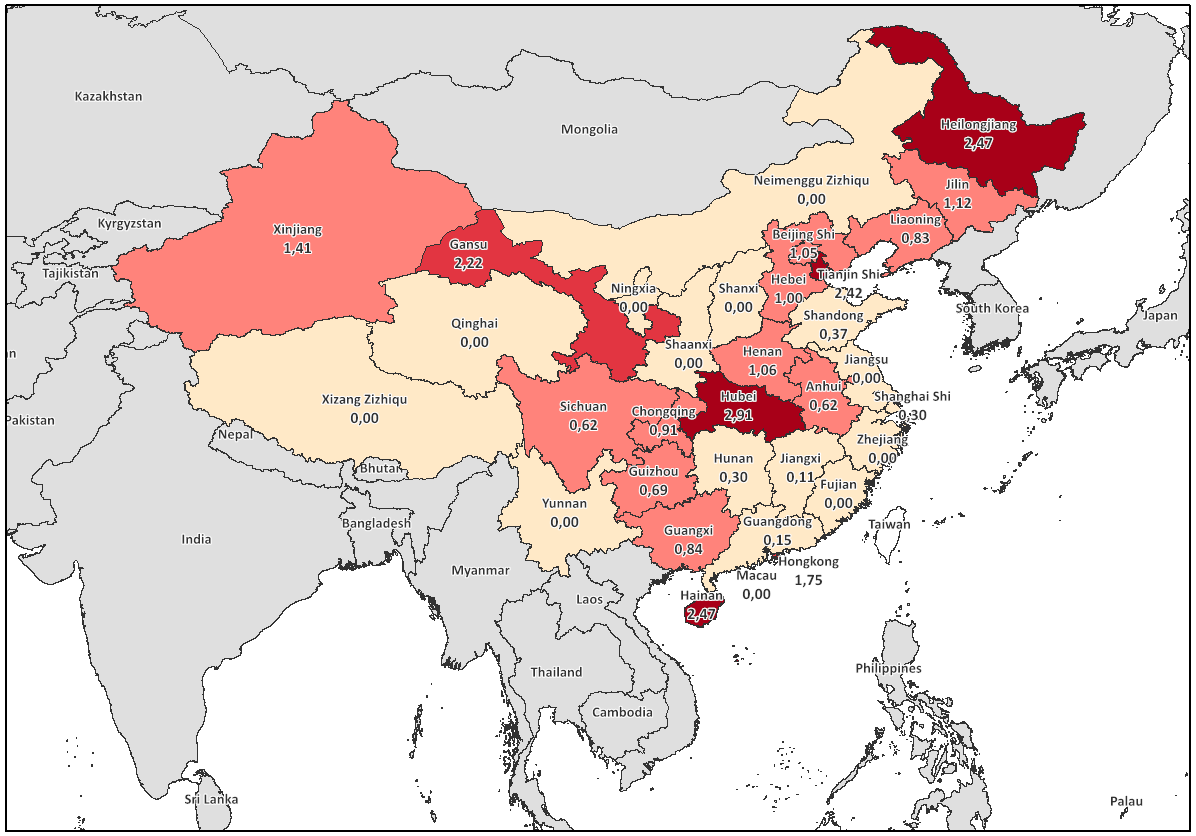 Kazakhstan
Mongolia
Heilongjiang
2,47
Neimenggu Zizhiqu
0,00
Jilin
1,12
Kyrgyzstan
Xinjiang
1,41
Liaoning
0,83
Beijing Shi
1,05
Gansu
2,22
Tajikistan
Tianjin Shi
2,42
Hebei
1,00
Ningxia
0,00
Shanxi
0,00
South Korea
Japan
Shandong
0,37
Qinghai
0,00
Shaanxi
0,00
Henan
1,06
an
Jiangsu
0,00
Anhui
0,62
Xizang Zizhiqu
0,00
Sichuan
0,62
Chongqing
0,91
Hubei
2,91
Shanghai Shi
0,30
Pakistan
Nepal
Zhejiang
0,00
Bhutan
Guizhou
0,69
Hunan
0,30
Jiangxi
0,11
Fujian
0,00
Yunnan
0,00
Bangladesh
India
Guangxi
0,84
Guangdong
0,15
Taiwan
Myanmar
Hongkong
1,75
Macau
0,00
Laos
Hainan
2,47
Thailand
Philippines
Cambodia
Sri Lanka
Palau